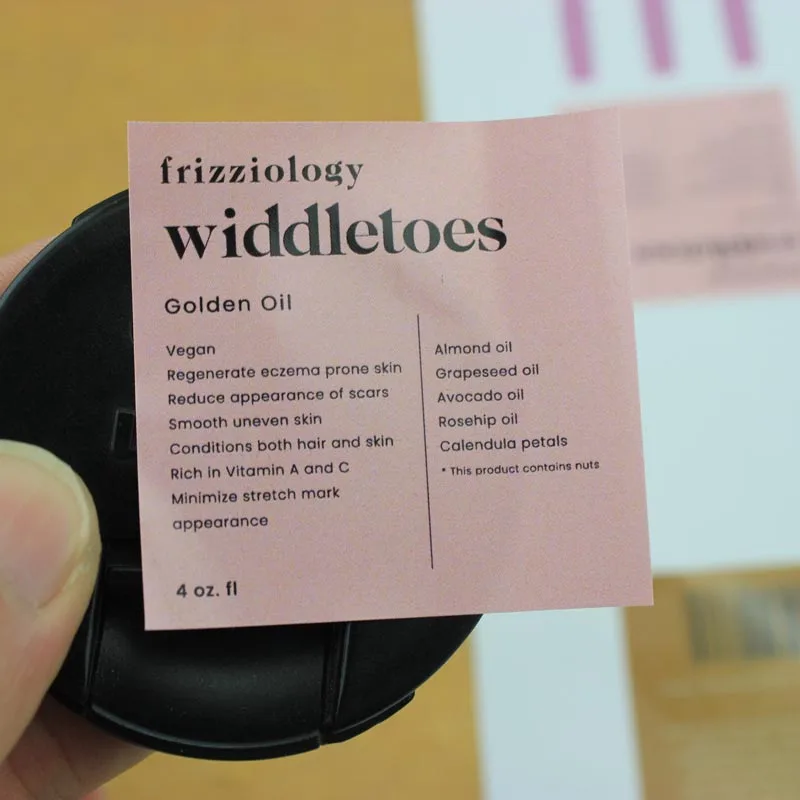 frizziology
widdletoes
Golden Oil
Vegan
Regenerate eczema prone skin
Reduce appearance of scars
Smooth uneven skin
Conditions both hair and skin
Rich in Vitamin A and C
Minimize stretch mark
appearance
4 oz. fl
Almond oil
Grapeseed oil
Avocado oil
Rosehip oil
Calendula petals
* This product contains nuts